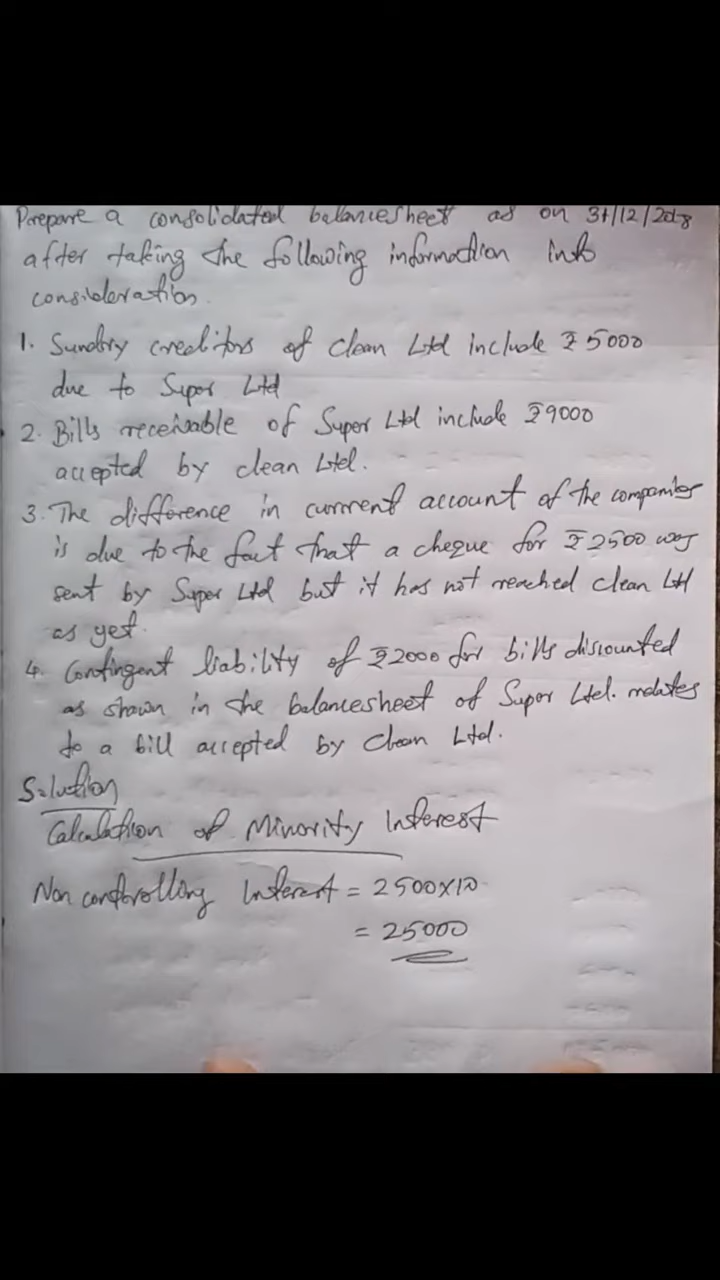 Prepare a consolidated balancesheet as on 31/12/2018
after taking the following information into
consideration.
1. Sundry creditors of clean Ltd include ₹5000
due to Super Ltd
2. Bills receivable of Super Ltd include ₹9000
accepted by clean Ltd.
3. The difference in current account of the companies
is due to the fact that a cheque for ₹2500 was
sent by Super Ltd but it has not reached clean Ltd
as yet.
4. Contingent liability of ₹2000 for bills discounted
as shown in the balancesheet of Super Ltd. relates
to a bill accepted by Clean Ltd.
Solution
Calculation of Minority Interest
Non controlling Interest = 2500×10
= 25000